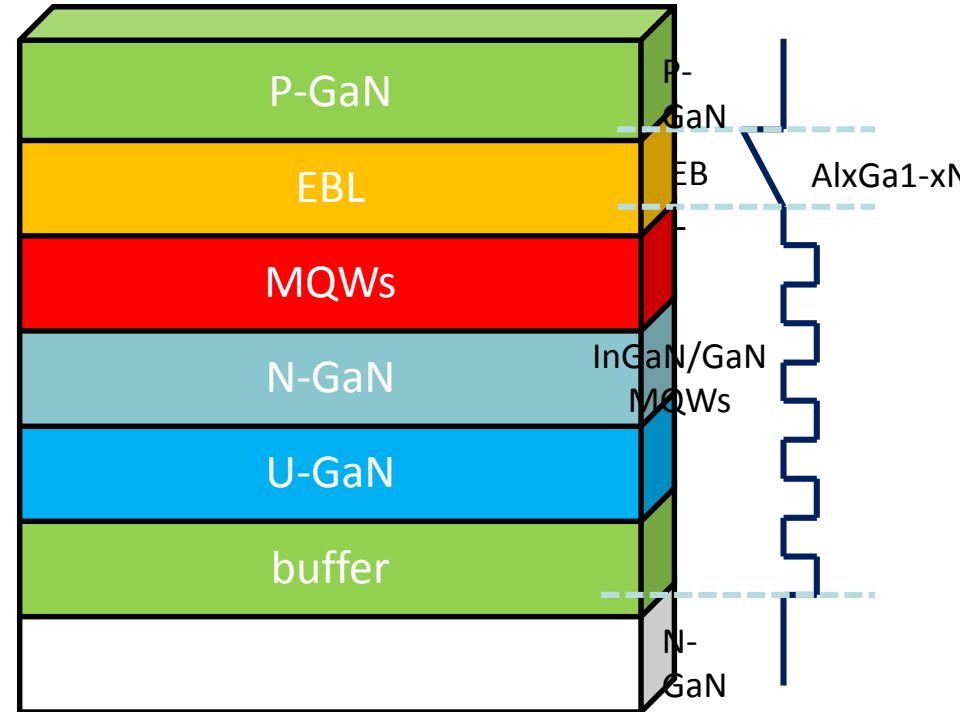 P-GaN
EBL
MQWs
N-GaN
U-GaN
buffer
P-
GaN
EB
L
AlxGa1-xN
InGaN/GaN
MQWs
N-
GaN